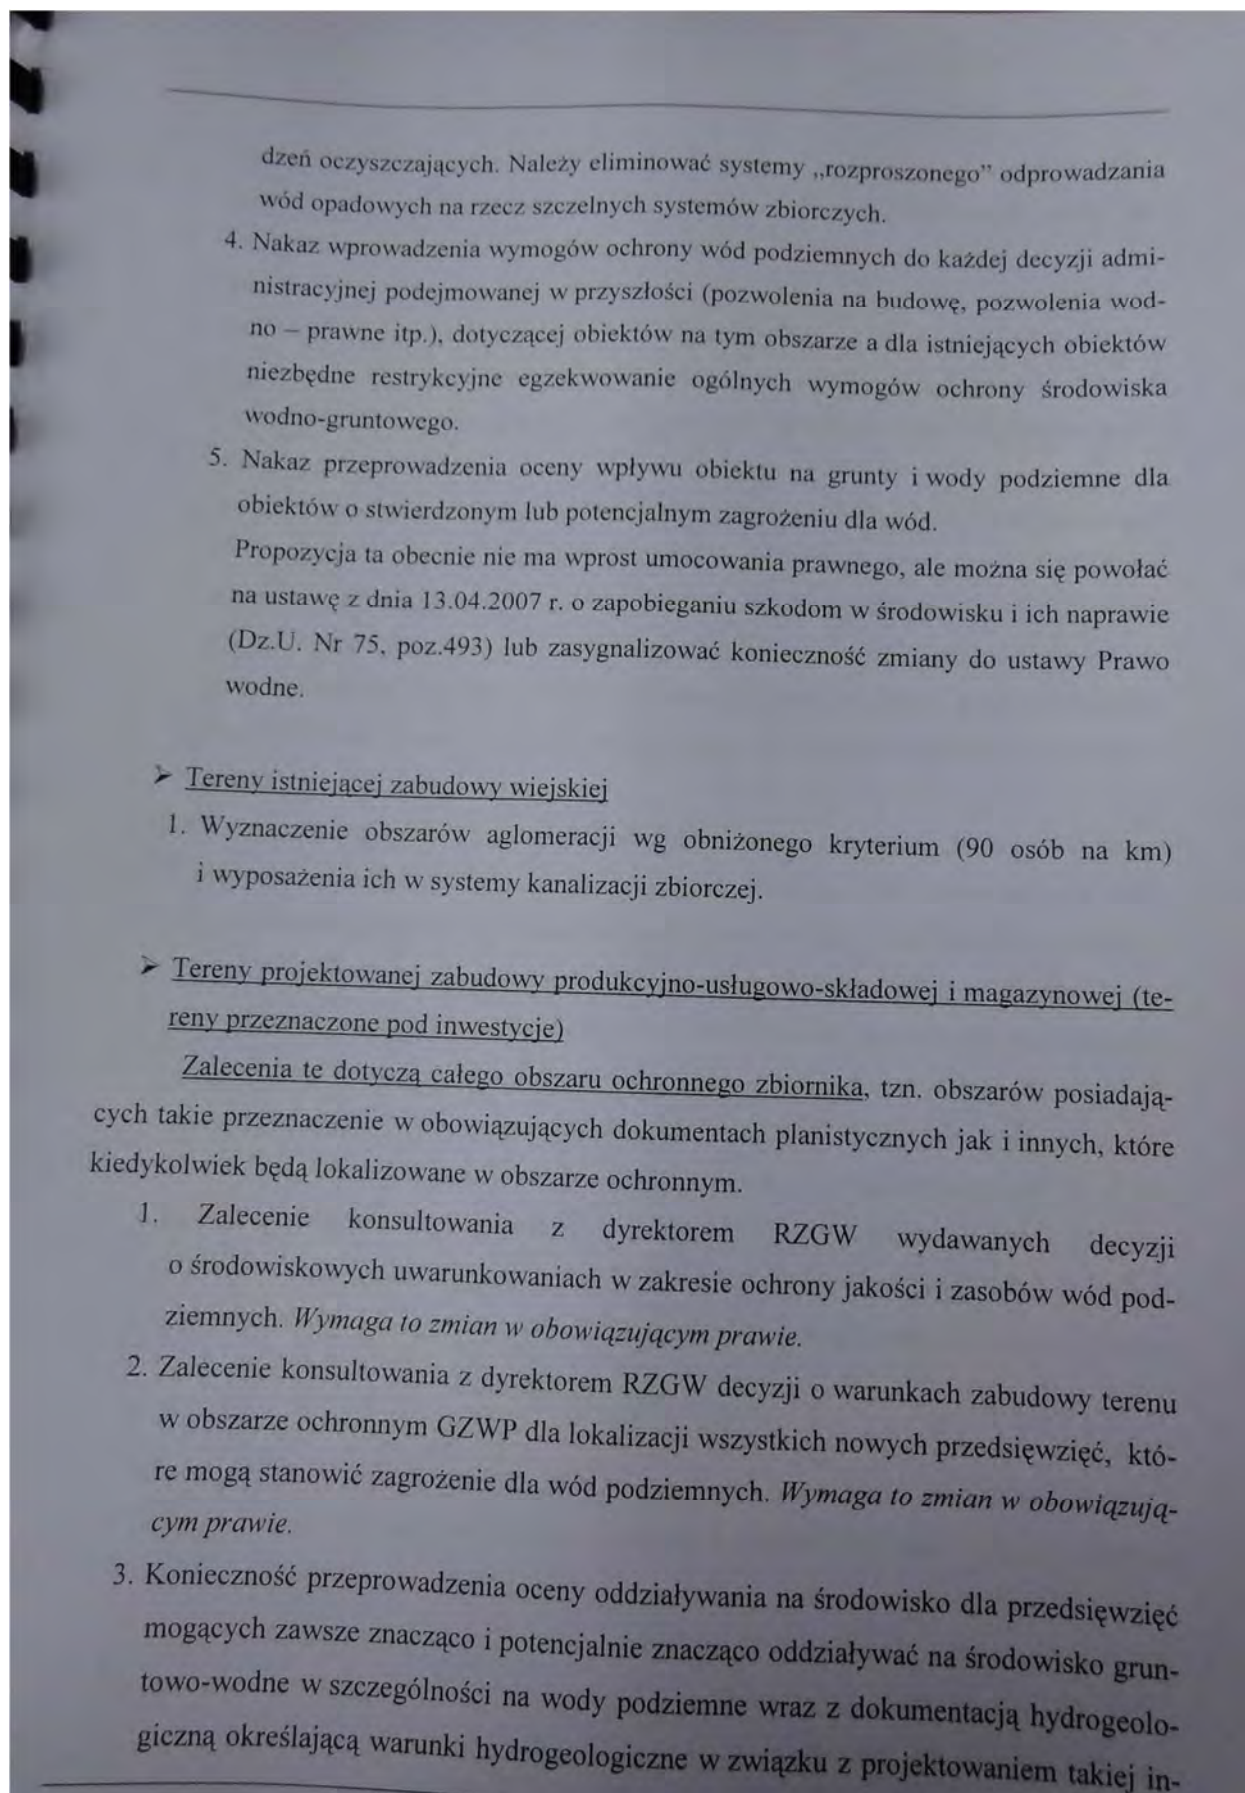 dzeń oczyszczających. Należy eliminować systemy „rozproszonego” odprowadzania
wód opadowych na rzecz szczelnych systemów zbiorczych.
4. Nakaz wprowadzenia wymogów ochrony wód podziemnych do każdej decyzji admi-
nistracyjnej podejmowanej w przyszłości (pozwolenia na budowę, pozwolenia wod-
no – prawne itp.), dotyczącej obiektów na tym obszarze a dla istniejących obiektów
niezbędne restrykcyjne egzekwowanie ogólnych wymogów ochrony środowiska
wodno-gruntowego.
5. Nakaz przeprowadzenia oceny wpływu obiektu na grunty i wody podziemne dla
obiektów o stwierdzonym lub potencjalnym zagrożeniu dla wód.
Propozycja ta obecnie nie ma wprost umocowania prawnego, ale można się powołać
na ustawę z dnia 13.04.2007 r. o zapobieganiu szkodom w środowisku i ich naprawie
(Dz.U. Nr 75, poz.493) lub zasygnalizować konieczność zmiany do ustawy Prawo
wodne.
➢ Tereny istniejącej zabudowy wiejskiej
1. Wyznaczenie obszarów aglomeracji wg obniżonego kryterium (90 osób na km)
i wyposażenia ich w systemy kanalizacji zbiorczej.
➢ Tereny projektowanej zabudowy produkcyjno-usługowo-składowej i magazynowej (te-
reny przeznaczone pod inwestycje)
Zalecenia te dotyczą całego obszaru ochronnego zbiornika, tzn. obszarów posiadają-
cych takie przeznaczenie w obowiązujących dokumentach planistycznych jak i innych, które
kiedykolwiek będą lokalizowane w obszarze ochronnym.
1. Zalecenie konsultowania z dyrektorem RZGW wydawanych decyzji
o środowiskowych uwarunkowaniach w zakresie ochrony jakości i zasobów wód pod-
ziemnych. Wymaga to zmian w obowiązującym prawie.
2. Zalecenie konsultowania z dyrektorem RZGW decyzji o warunkach zabudowy terenu
w obszarze ochronnym GZWP dla lokalizacji wszystkich nowych przedsięwzięć, któ-
re mogą stanowić zagrożenie dla wód podziemnych. Wymaga to zmian w obowiązują-
cym prawie.
3. Konieczność przeprowadzenia oceny oddziaływania na środowisko dla przedsięwzięć
mogących zawsze znacząco i potencjalnie znacząco oddziaływać na środowisko grun-
towo-wodne w szczególności na wody podziemne wraz z dokumentacją hydrogeolo-
giczną określającą warunki hydrogeologiczne w związku z projektowaniem takiej in-